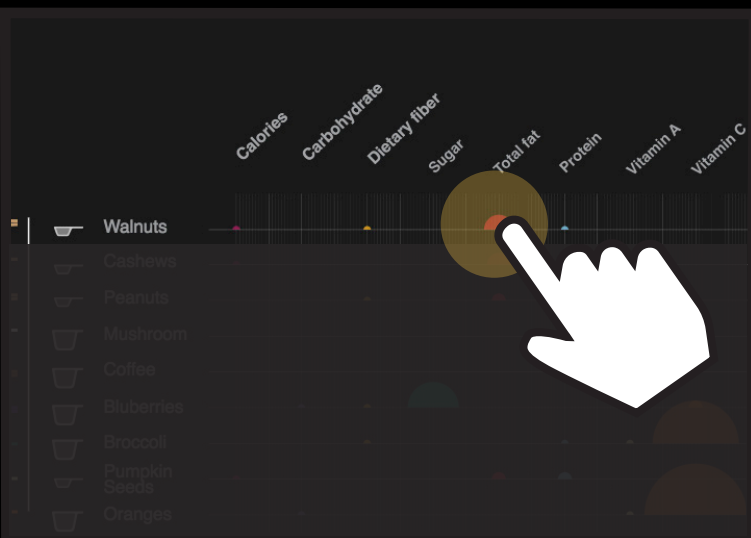 Calories
Carbohydrate
Dietary fiber
Sugar
Total fat
Protein
Vitamin A
Vitamin C
Walnuts
Cashews
Peanuts
Mushroom
Coffee
Bluberries
Broccoli
Pumpkin
Seeds
Oranges